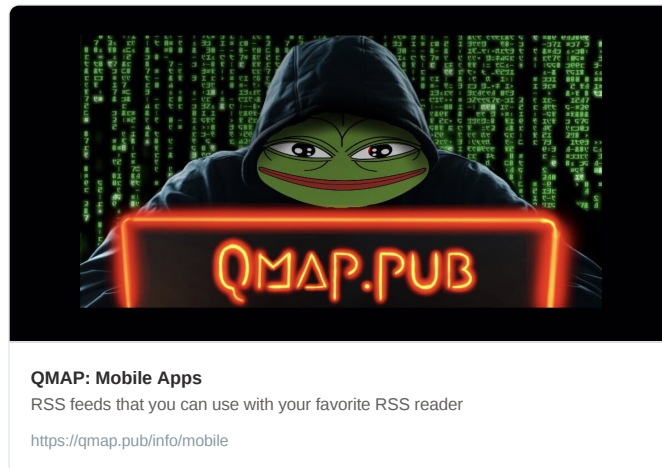 QMAP.PUB
QMAP: Mobile Apps
RSS feeds that you can use with your favorite RSS reader
https://qmap.pub/info/mobile